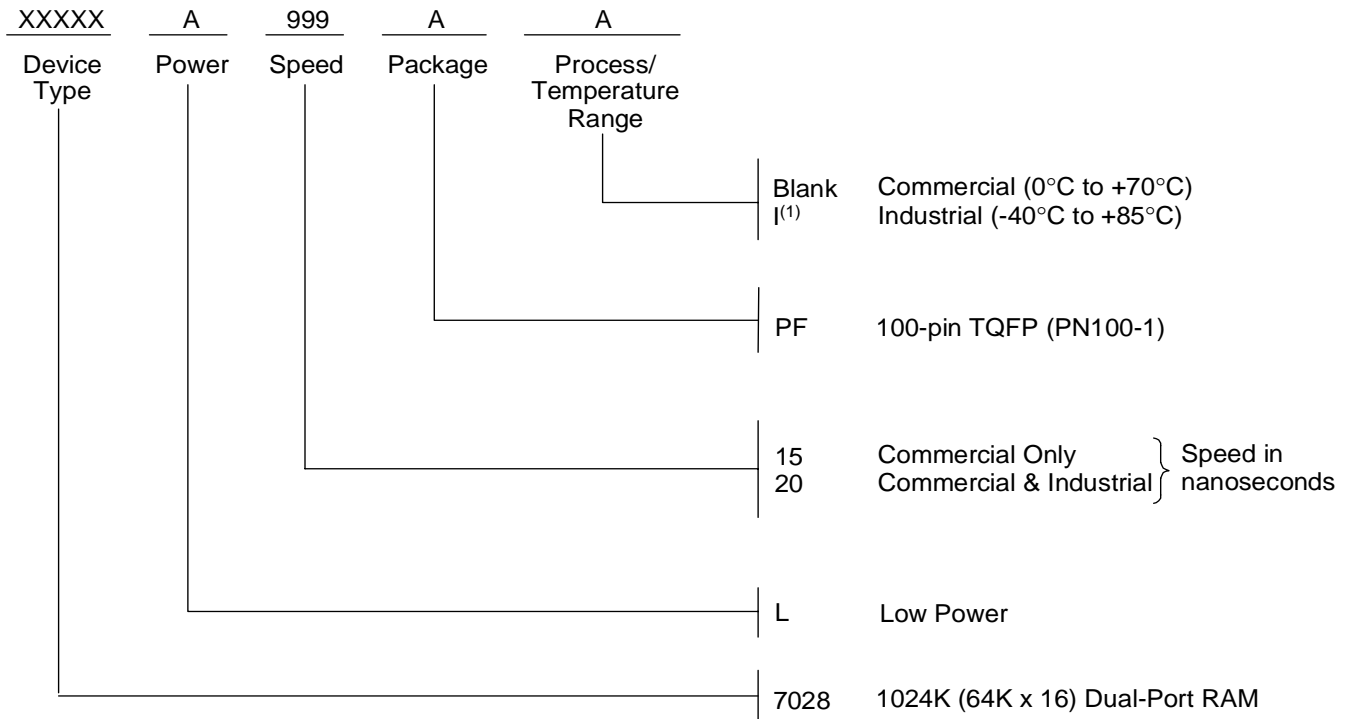 XXXXX A 999 A A
Device Type Power Speed Package Process/ Temperature Range
Blank Commercial (0°C to +70°C)
I(1) Industrial (-40°C to +85°C)
PF 100-pin TQFP (PN100-1)
15 Commercial Only
20 Commercial & Industrial
Speed in
nanoseconds
L Low Power
7028 1024K (64K x 16) Dual-Port RAM